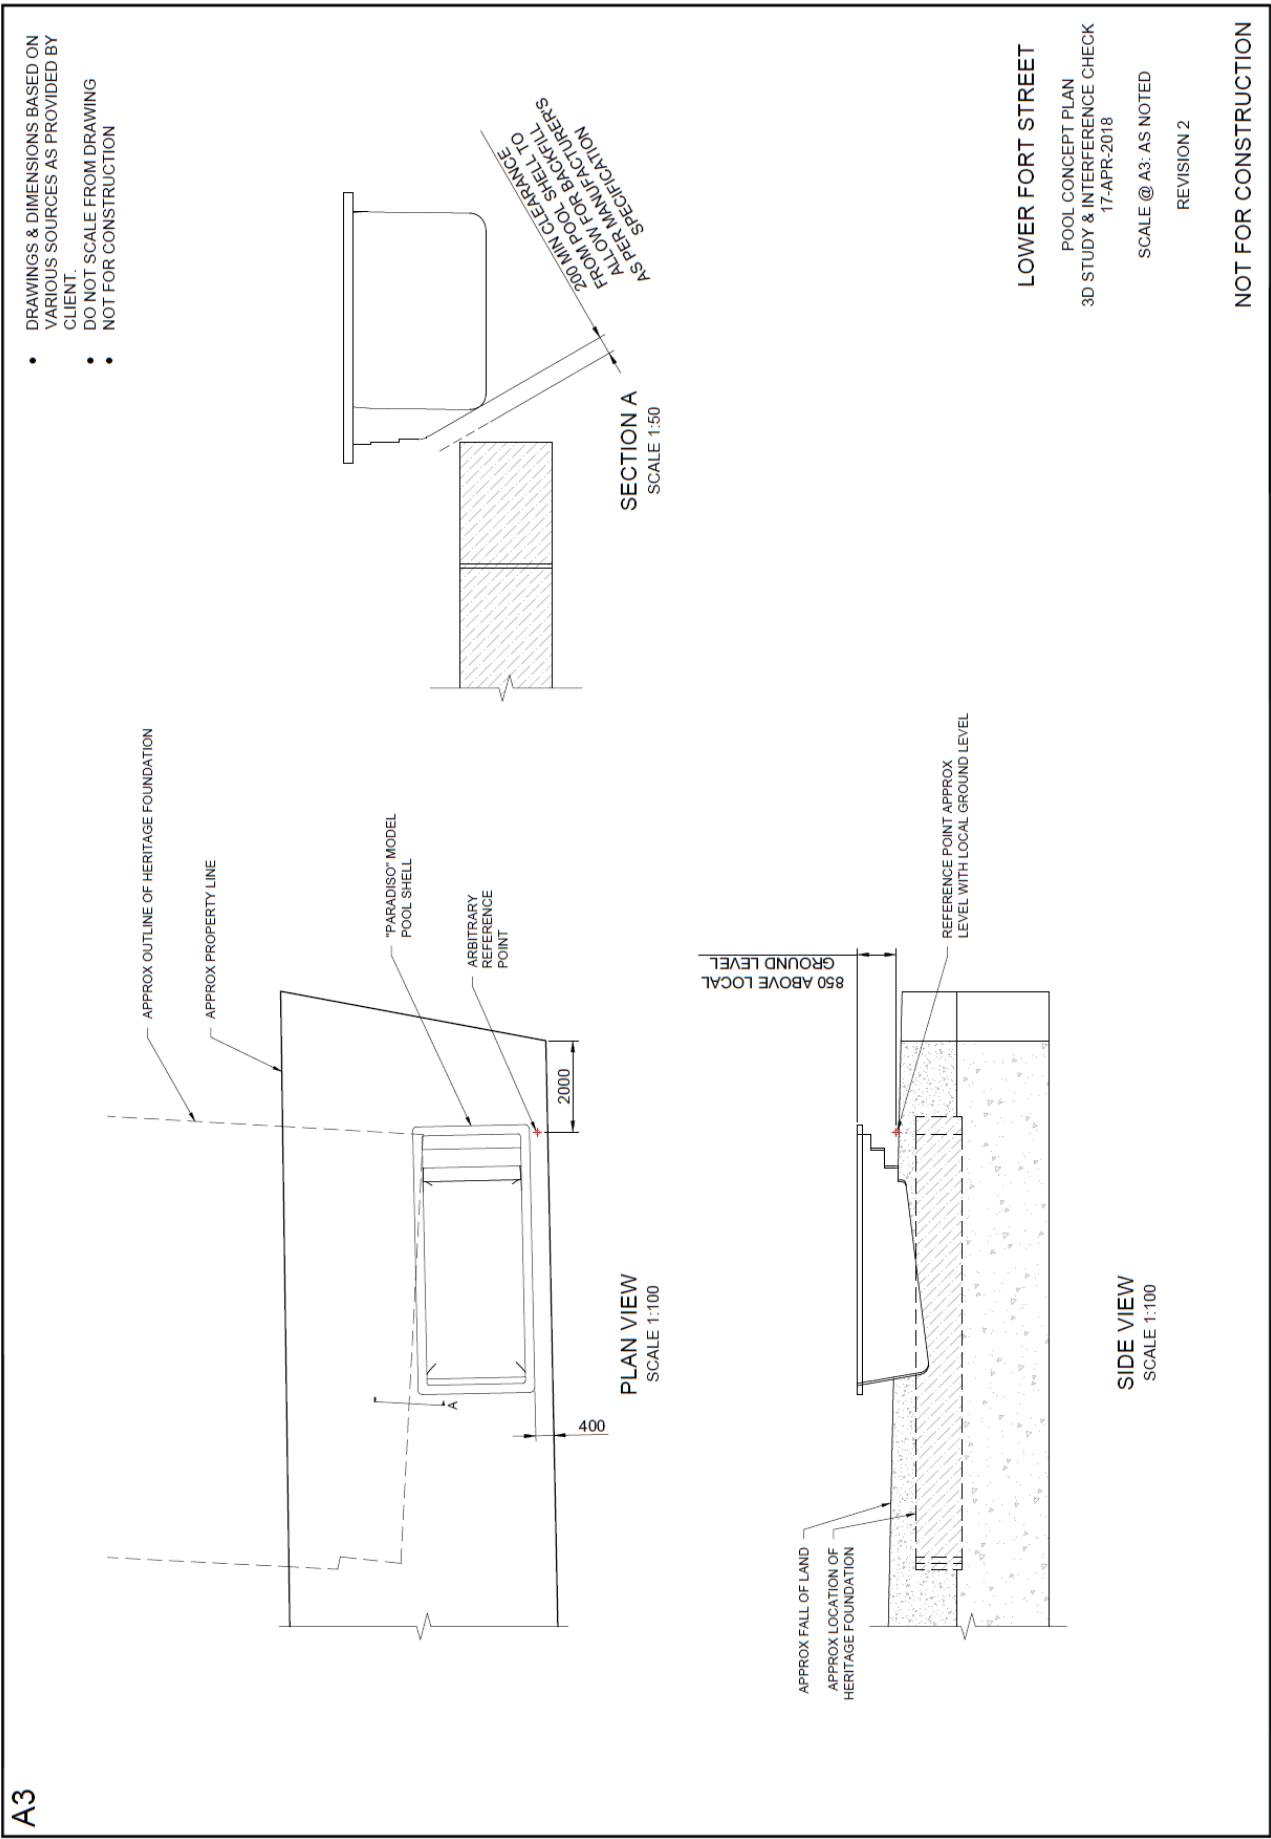 A3
• DRAWINGS & DIMENSIONS BASED ON
VARIOUS SOURCES AS PROVIDED BY
CLIENT.
• DO NOT SCALE FROM DRAWING
• NOT FOR CONSTRUCTION
APPROX OUTLINE OF HERITAGE FOUNDATION
APPROX PROPERTY LINE
"PARADISO" MODEL
POOL SHELL
ARBITRARY
REFERENCE
POINT
2000
A
400
PLAN VIEW
SCALE 1:100
200 MIN CLEARANCE
FROM POOL SHELL TO
ALLOW FOR BACKFILL
AS PER MANUFACTURER'S
SPECIFICATION
SECTION A
SCALE 1:50
850 ABOVE LOCAL
GROUND LEVEL
REFERENCE POINT APPROX
LEVEL WITH LOCAL GROUND LEVEL
APPROX FALL OF LAND
APPROX LOCATION OF
HERITAGE FOUNDATION
SIDE VIEW
SCALE 1:100
LOWER FORT STREET
POOL CONCEPT PLAN
3D STUDY & INTERFERENCE CHECK
17-APR-2018
SCALE @ A3: AS NOTED
REVISION 2
NOT FOR CONSTRUCTION